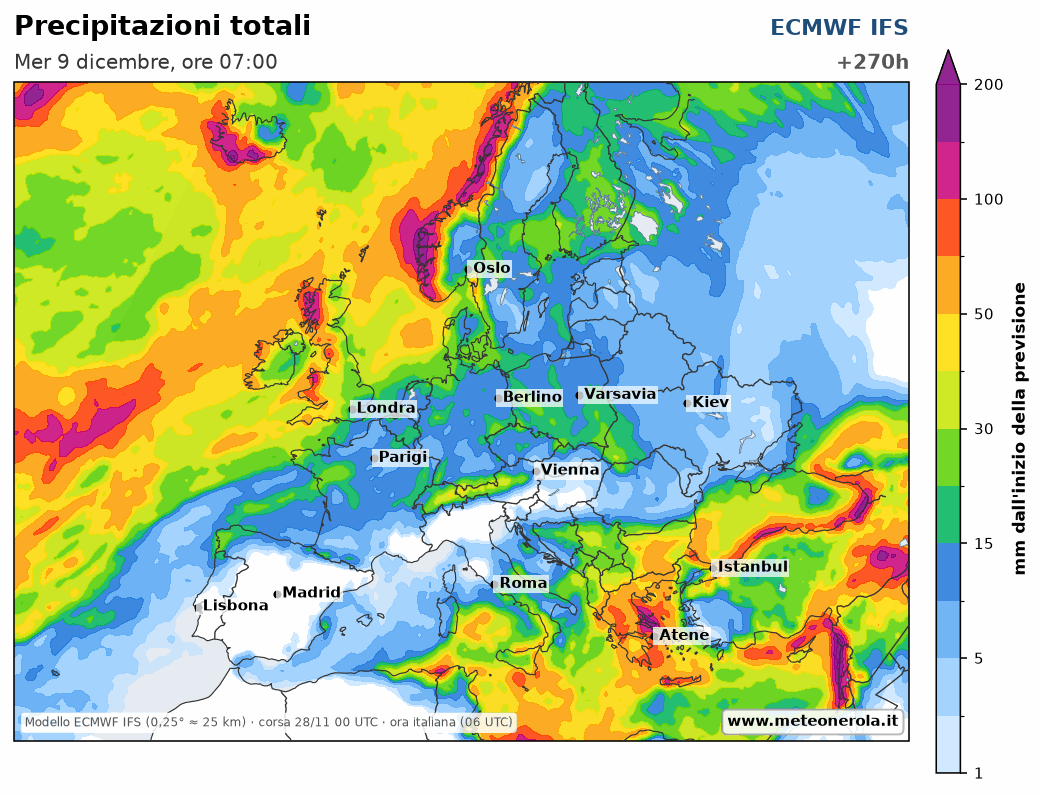 Precipitazioni totali
ECMWF IFS
Mer 9 dicembre, ore 07:00
+270h
200
100
50
30
15
5
1
mm dall'inizio della previsione
Oslo
Londra
Berlino
Varsavia
Kiev
Parigi
Vienna
Istanbul
Roma
Madrid
Lisbona
Atene
Modello ECMWF IFS (0,25° ≈ 25 km) · corsa 28/11 00 UTC · ora italiana (06 UTC)
www.meteonerola.it